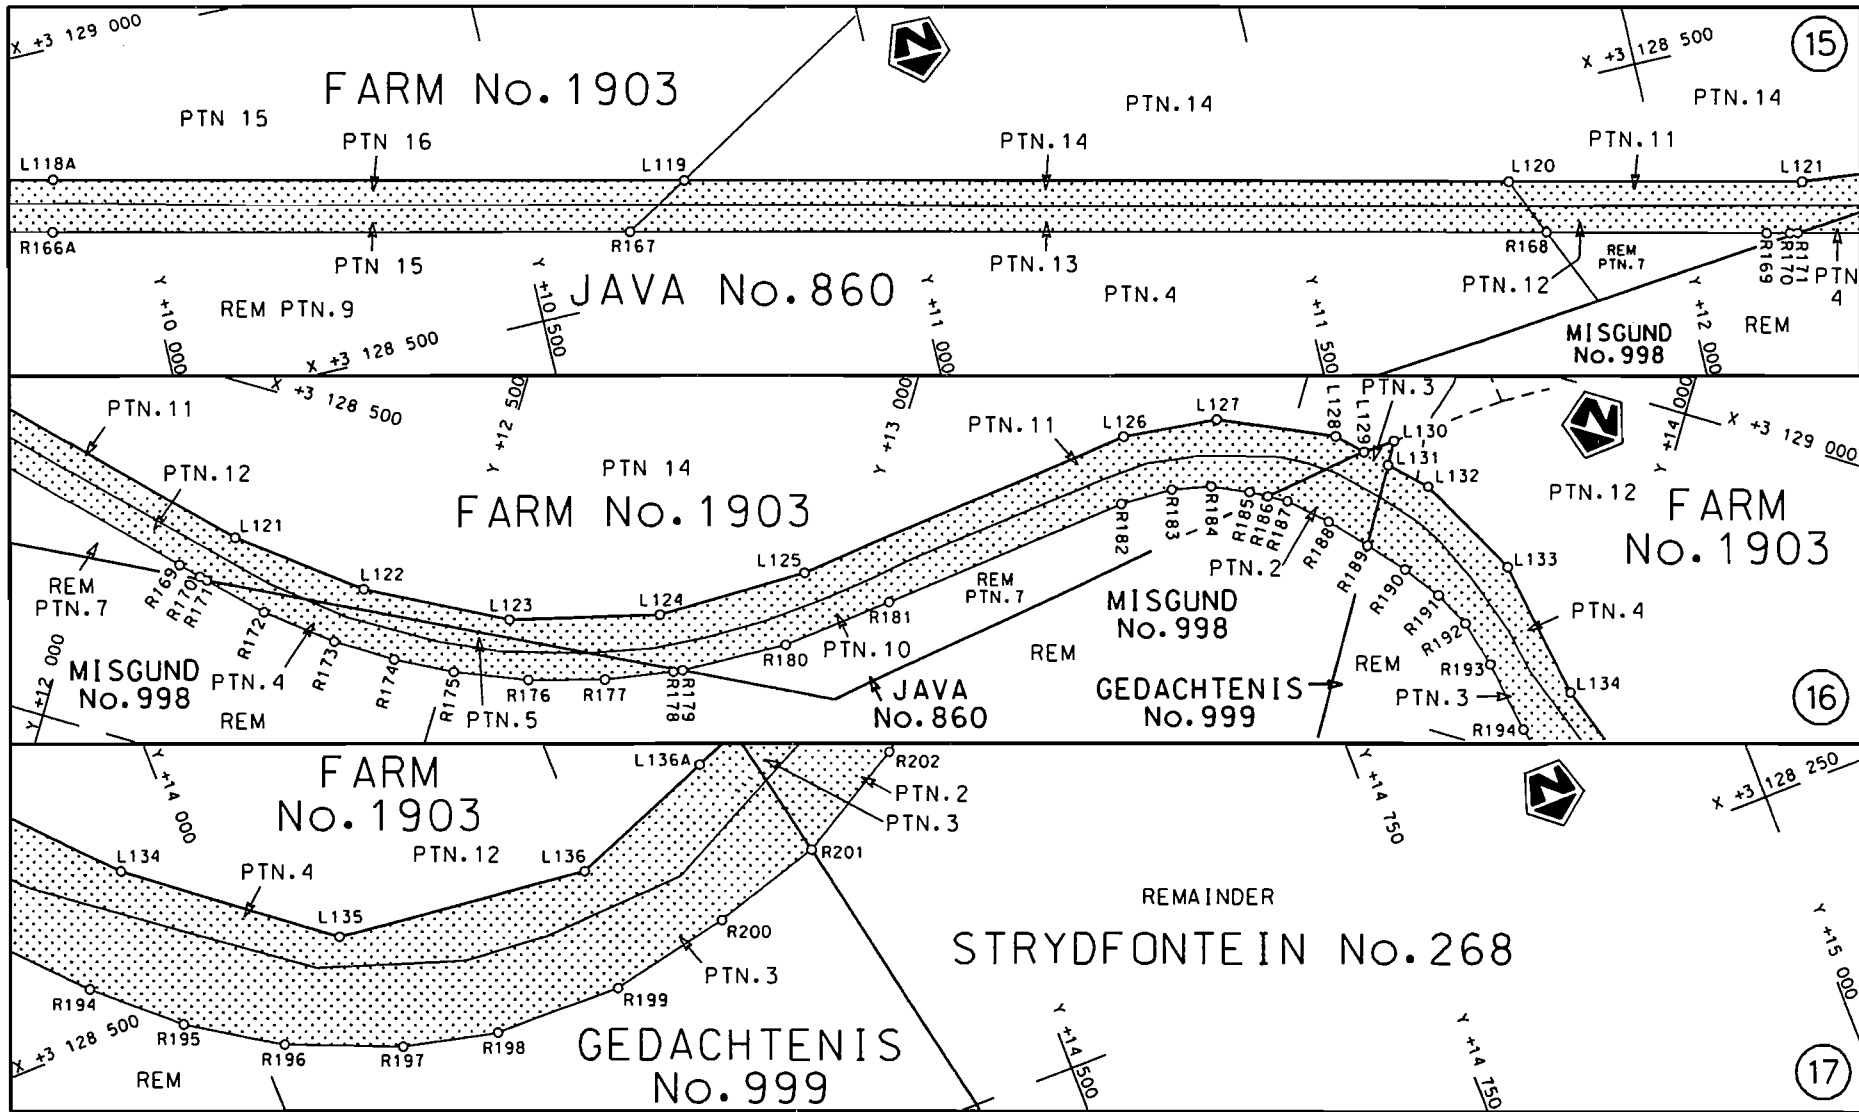 X +3 129 000
FARM No. 1903
PTN 15
PTN 16
PTN.14
PTN.14
X +3 128 500
PTN.14
PTN.11
15
L118A
L119
L120
L121
R166A
R167
R168
R169
R170
R171
PTN 15
PTN.13
PTN.12
REM
PTN.7
PTN
4
Y +10 000
REM PTN.9
X +3 128 500
Y +10 500
JAVA No.860
Y +11 000
PTN.4
Y +11 500
MISGUND
No.998
Y +12 000
REM
PTN.11
X +3 128 500
Y +12 500
PTN 14
Y +13 000
PTN.11
L126
L127
L128
L129
PTN.3
L130
L131
L132
Y +14 000
X +3 129 000
PTN.12
FARM
No.1903
PTN.12
FARM No.1903
L121
L122
L123
L124
L125
L133
L134
REM
PTN.7
R169
R170
R171
R172
R173
R174
R175
R176
R177
R178
R179
R180
R181
R182
R183
R184
R185
R186
R187
R188
R189
R190
R191
R192
R193
R194
PTN.2
PTN.4
REM
PTN.7
MISGUND
No.998
PTN.10
REM
Y +12 000
MISGUND
No.998
PTN.4
REM
PTN.5
JAVA
No.860
GEDACHTENIS
No.999
REM
PTN.3
16
FARM
No.1903
PTN.12
L136A
R202
PTN.2
PTN.3
Y +14 000
Y +14 750
X +3 128 250
L134
PTN.4
L135
L136
R201
REMAINDER
STRYDFONTEIN No.268
Y +15 000
R200
PTN.3
R199
R194
X +3 128 500
R195
R196
R197
R198
REM
GEDACHTENIS
No.999
Y +14 500
Y +14 750
17